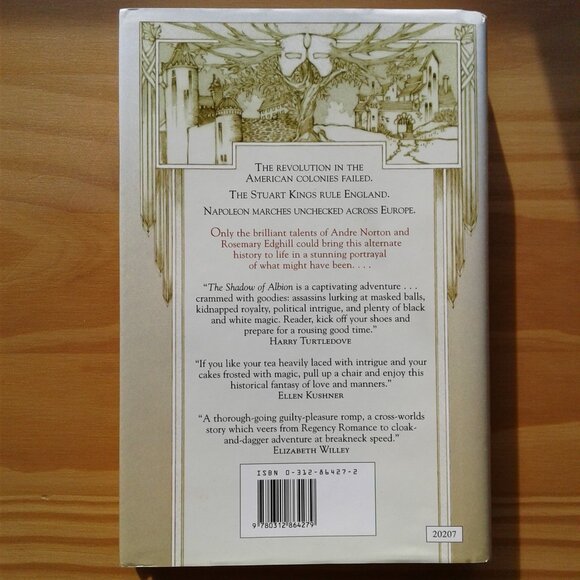 The revolution in the
American colonies failed.
The Stuart Kings rule England.
Napoleon marches unchecked across Europe.
Only the brilliant talents of Andre Norton and
Rosemary Edghill could bring this alternate
history to life in a stunning portrayal
of what might have been. . . .
“The Shadow of Albion is a captivating adventure . . .
crammed with goodies: assassins lurking at masked balls,
kidnapped royalty, political intrigue, and plenty of black
and white magic. Reader, kick off your shoes and
prepare for a rousing good time.”
Harry Turtledove
“If you like your tea heavily laced with intrigue and your
cakes frosted with magic, pull up a chair and enjoy this
historical fantasy of love and manners.”
Ellen Kushner
“A thorough-going guilty-pleasure romp, a cross-worlds
story which veers from Regency Romance to cloak-
and-dagger adventure at breakneck speed.”
Elizabeth Willey
ISBN 0-312-86427-2
9 780312 864279
20207